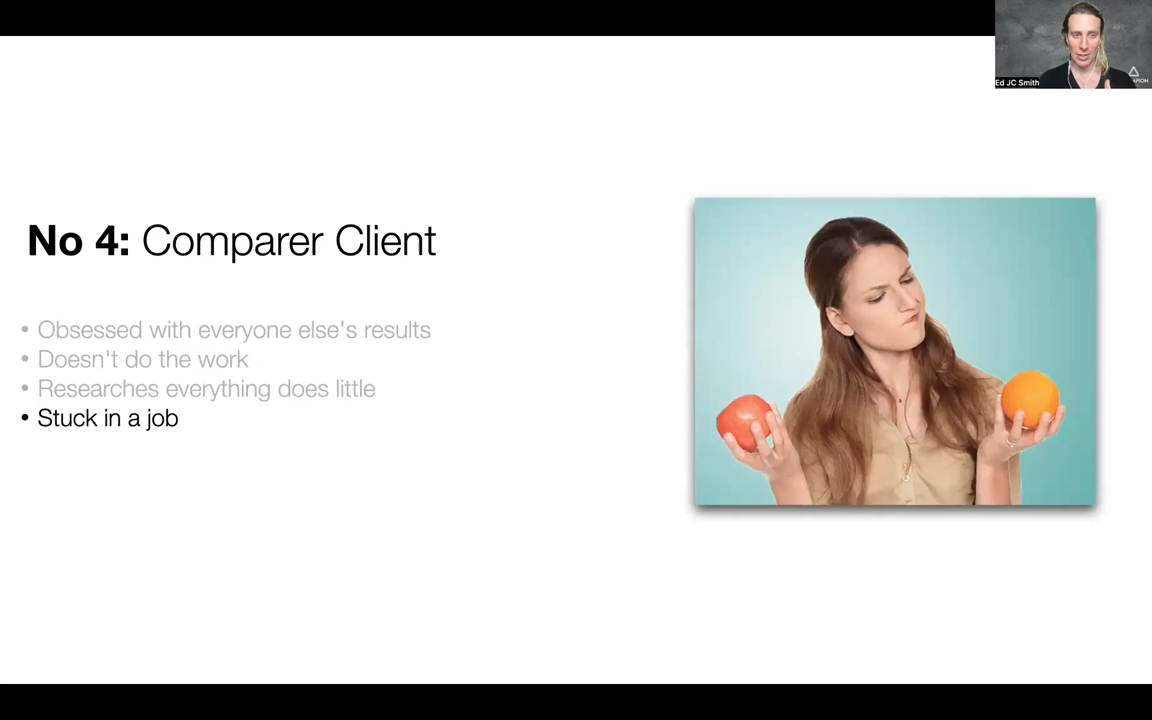 Ed JC Smith
No 4: Comparer Client
• Obsessed with everyone else's results
• Doesn't do the work
• Researches everything does little
• Stuck in a job